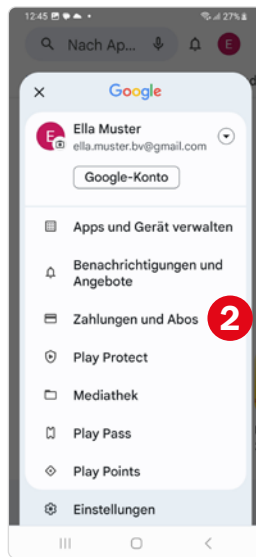 12:45 27%
Nach Ap... E
× Google
E Ella Muster
ella.muster.bv@gmail.com
Google-Konto
Apps und Gerät verwalten
Benachrichtigungen und
Angebote
Zahlungen und Abos 2
Play Protect
Mediathek
Play Pass
Play Points
Einstellungen